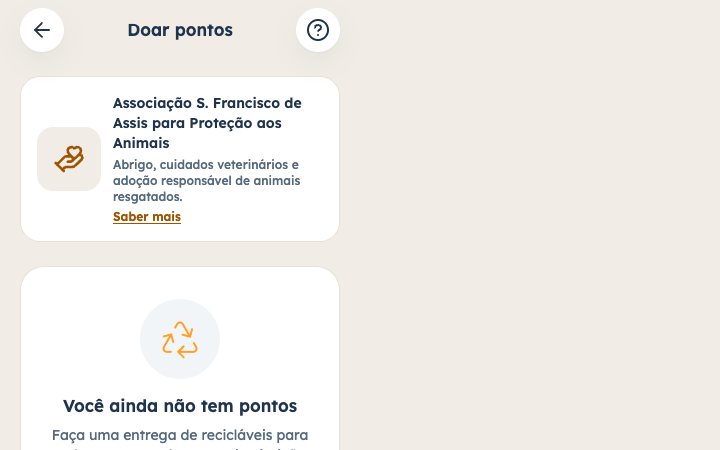 Doar pontos
Associação S. Francisco de
Assis para Proteção aos
Animais
Abrigo, cuidados veterinários e
adoção responsável de animais
resgatados.
Saber mais
Você ainda não tem pontos
Faça uma entrega de recicláveis para